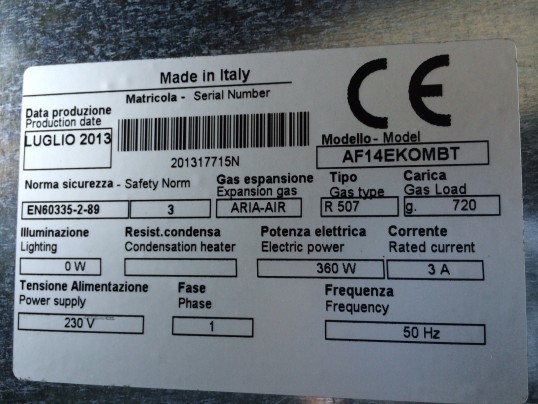 Made in Italy
CE
Matricola - Serial Number
Data produzione
Production date
LUGLIO 2013
201317715N
Modello - Model
AF14EKOMBT
Norma sicurezza - Safety Norm
EN60335-2-89
3
Gas espansione
Expansion gas
ARIA-AIR
Tipo
Gas type
R 507
Carica
Gas Load
g. 720
Illuminazione
Lighting
0 W
Resist.condensa
Condensation heater
Potenza elettrica
Electric power
360 W
Corrente
Rated current
3 A
Tensione Alimentazione
Power supply
230 V
Fase
Phase
1
Frequenza
Frequency
50 Hz